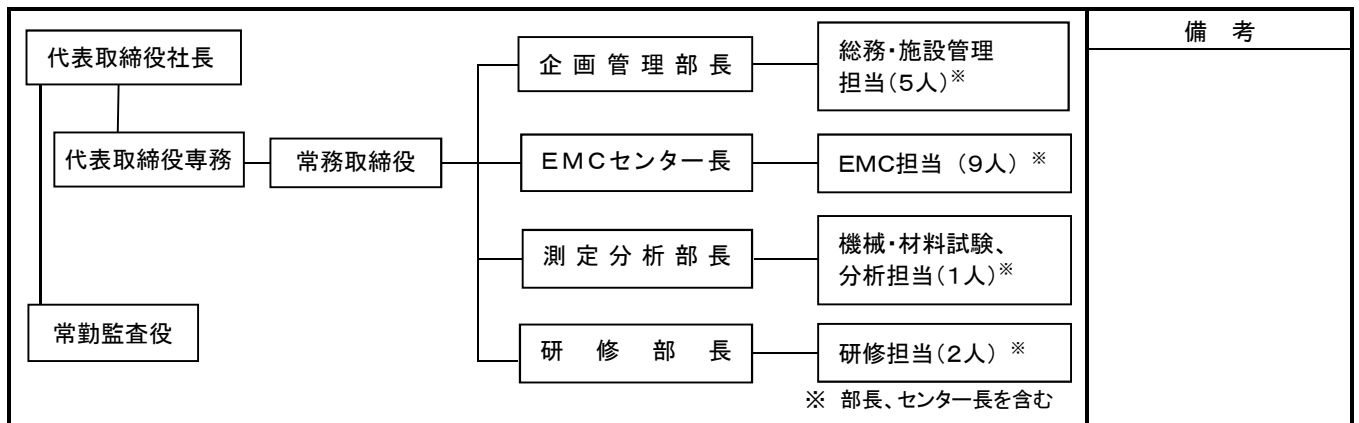 備 考
代表取締役社長
代表取締役専務
常務取締役
常勤監査役
企画管理部長
総務・施設管理
担当(5人)※
EMCセンター長
EMC担当 (9人) ※
測定分析部長
機械・材料試験、
分析担当(1人)※
研修部長
研修担当(2人) ※
※ 部長、センター長を含む